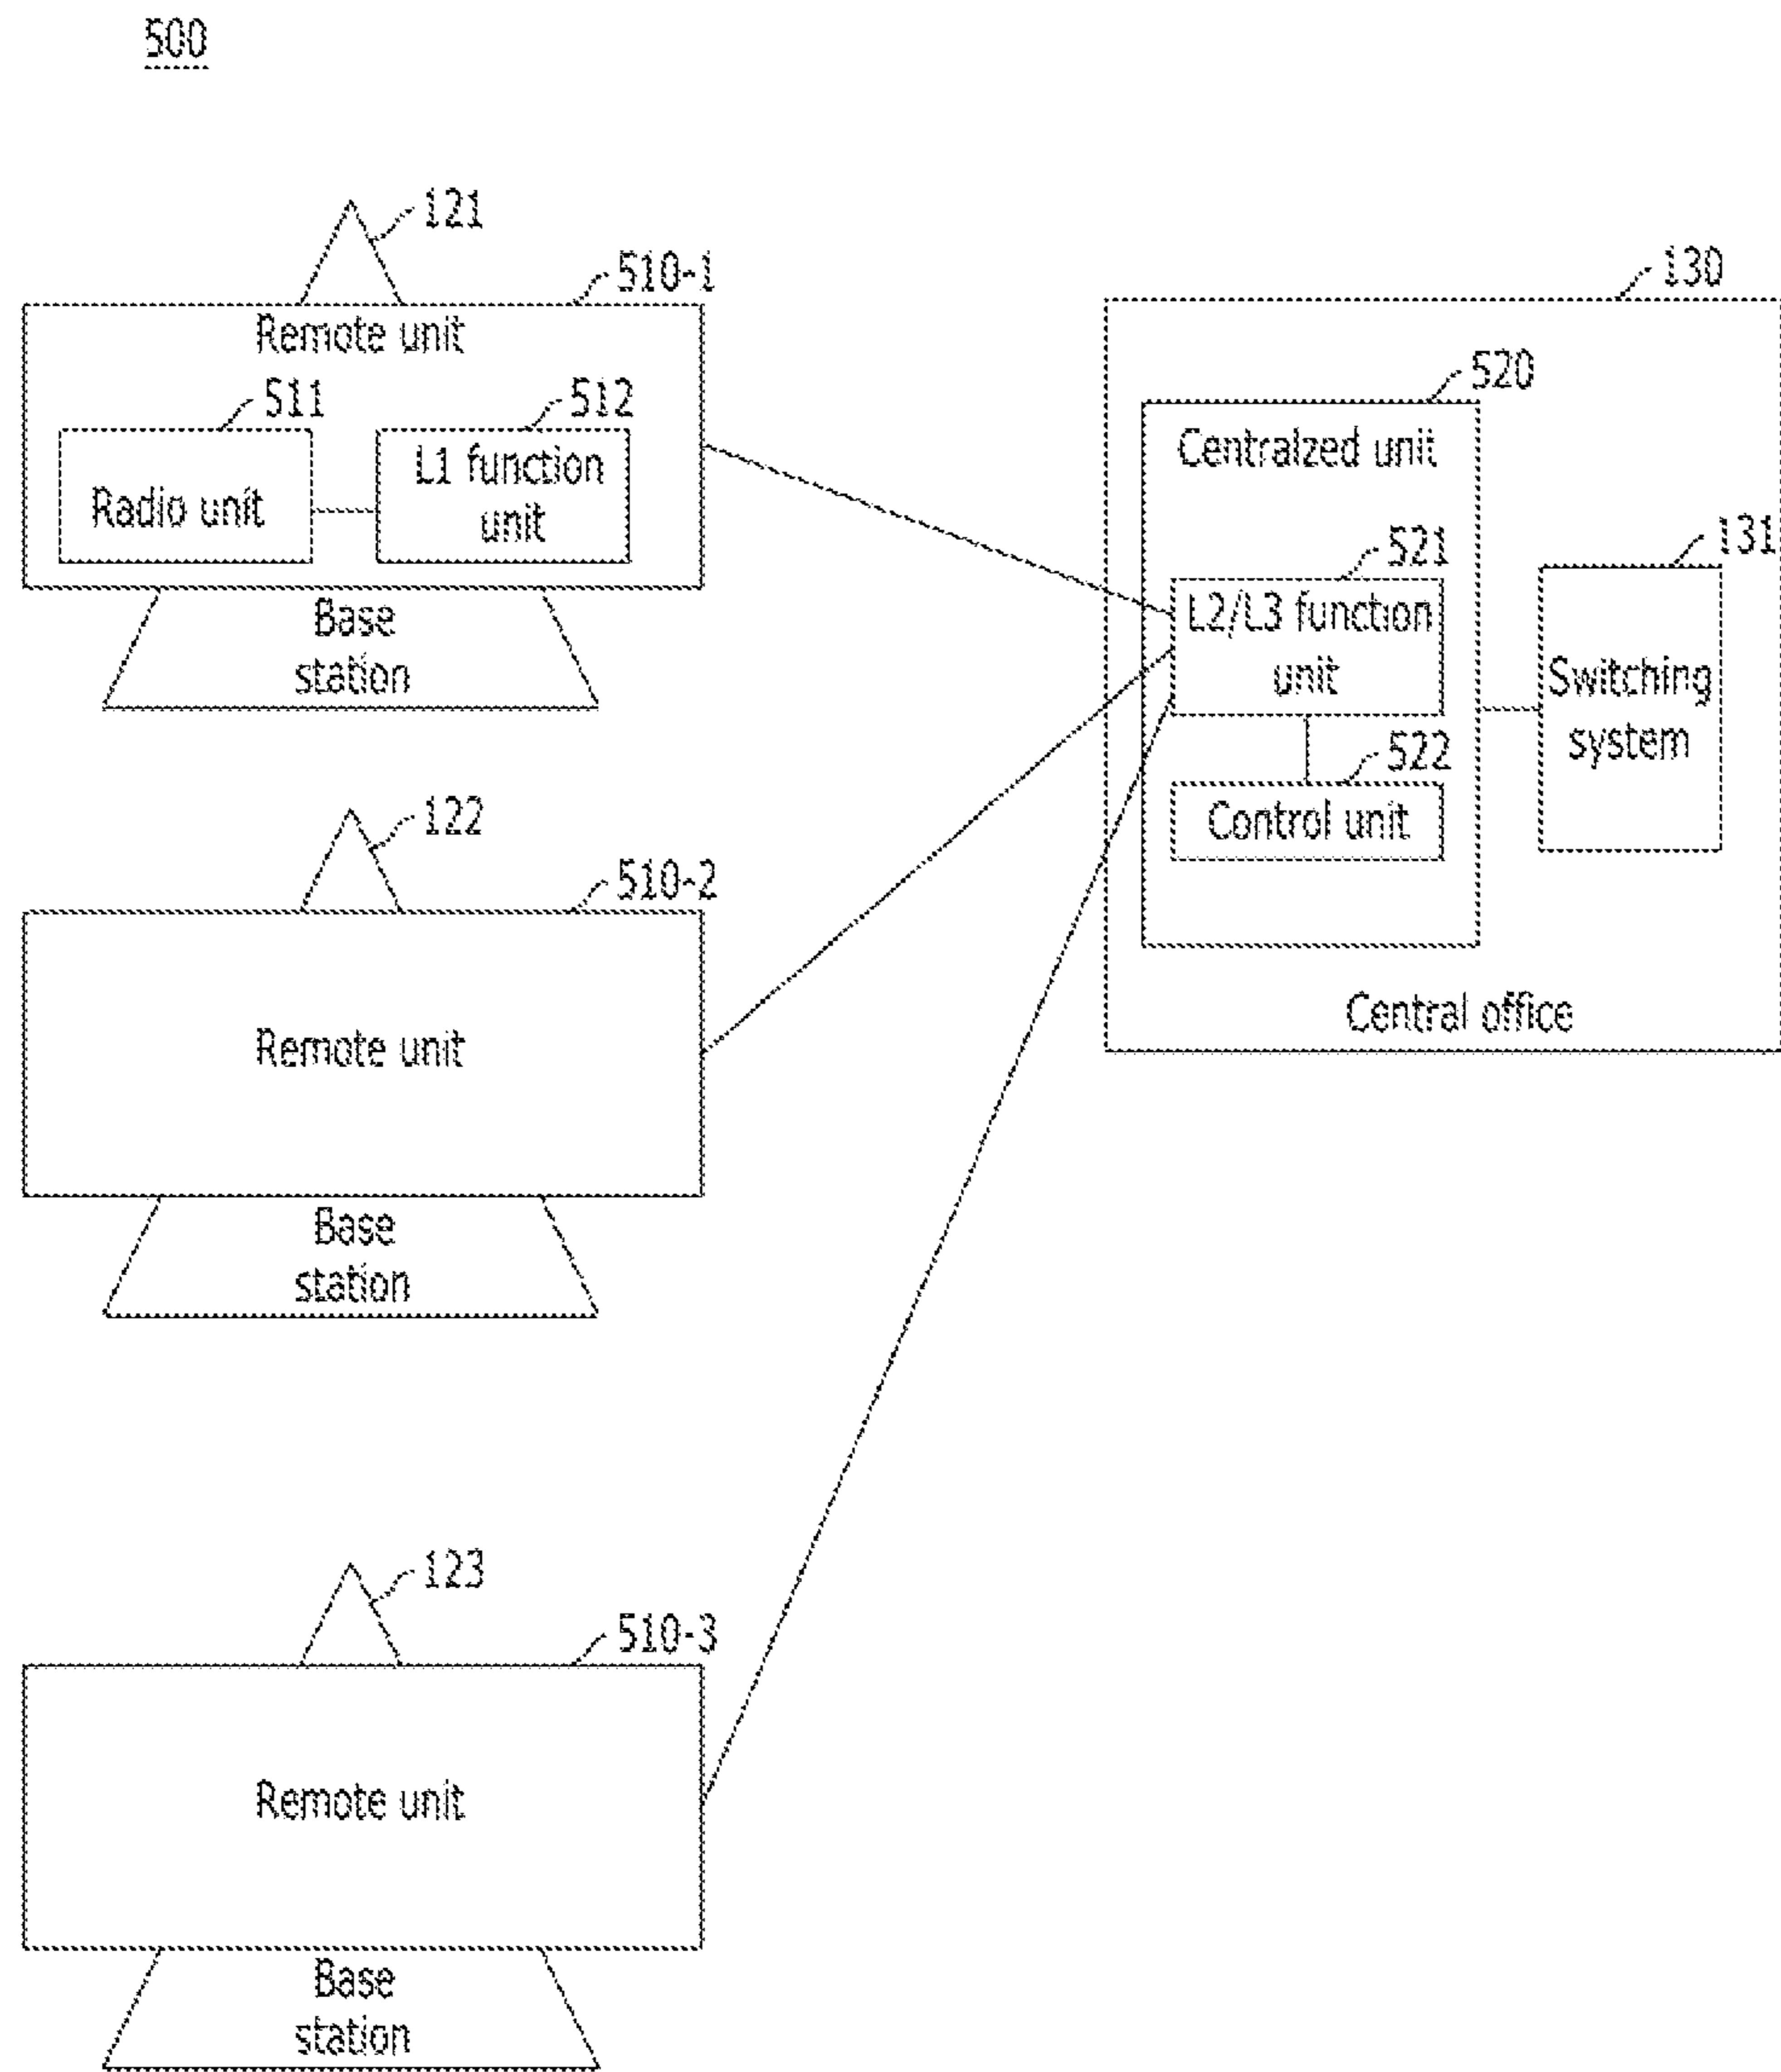 500
121
510-1
Remote unit
511
512
Radio unit
L1 function
unit
Base
station
122
510-2
Remote unit
Base
station
123
510-3
Remote unit
Base
station
130
520
Centralzed unit
521
L2/L3 function
unit
522
Control unit
131
Switching
system
Central office